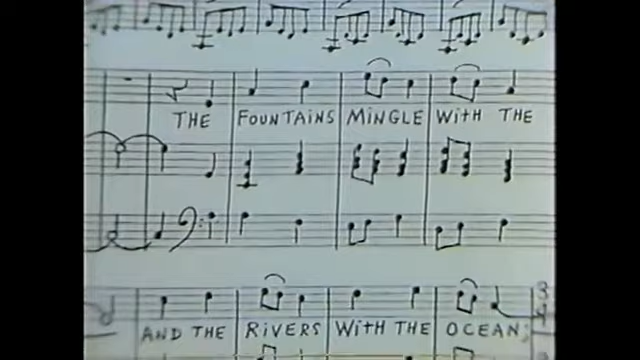 THE FOUNTAINS MiNGLE WiTH THE
AND THE RiVERS WiTH THE OCEAN;